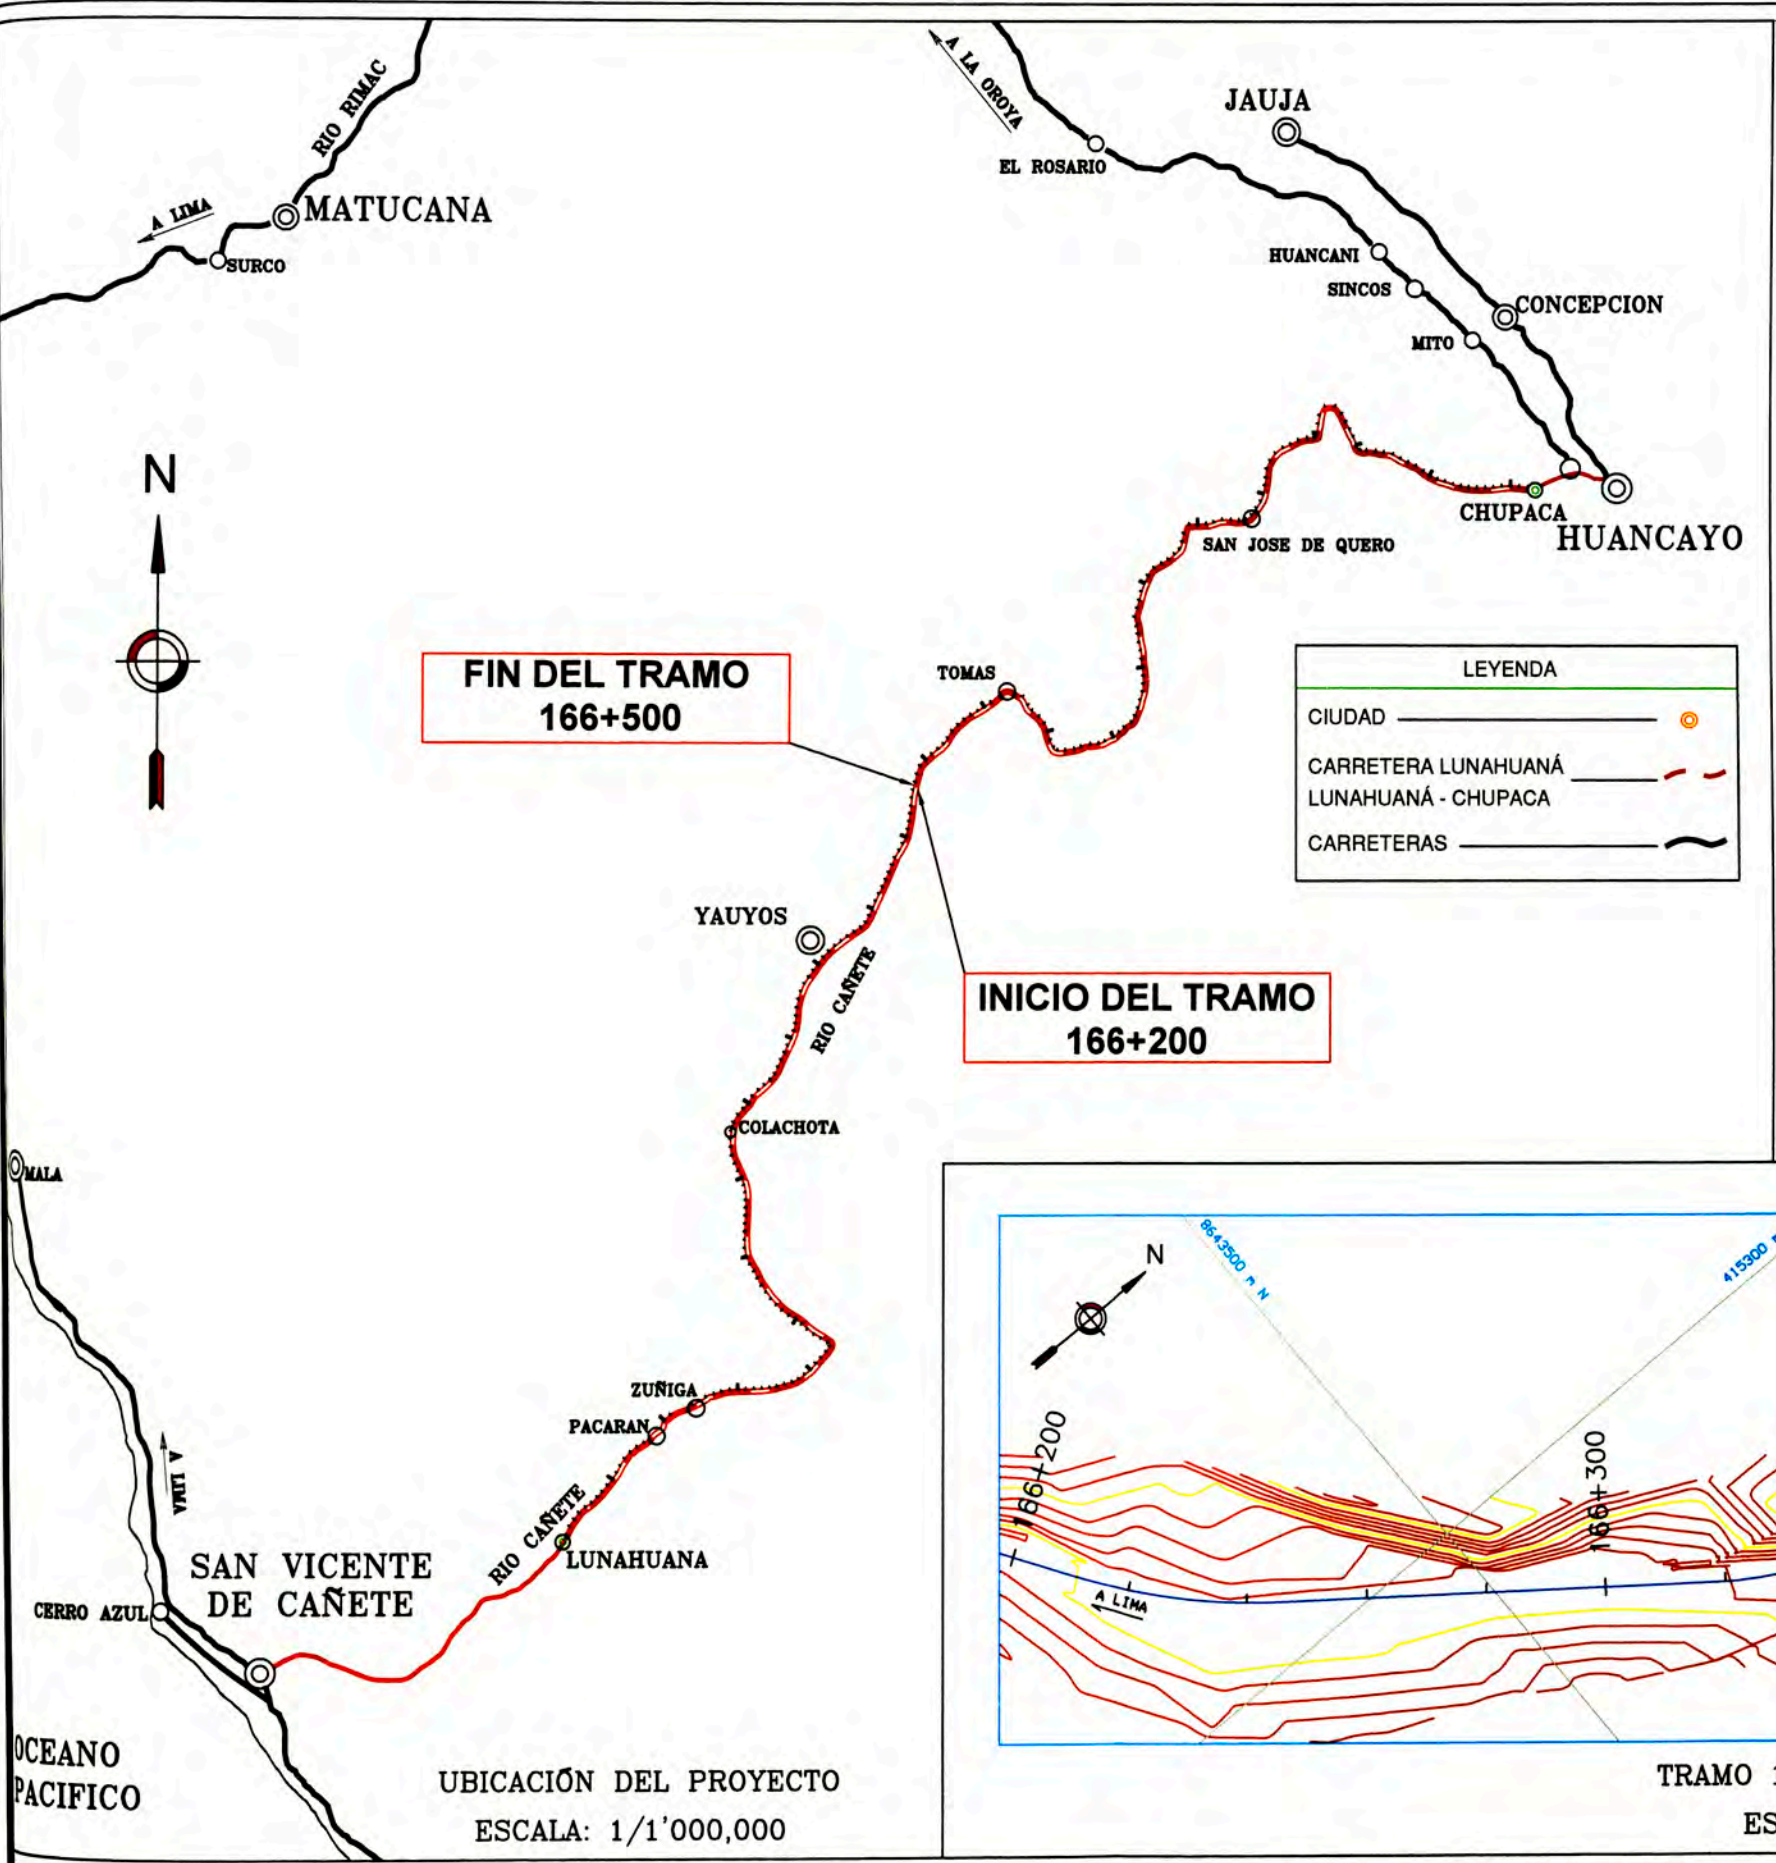 RIO RIMAC
A LIMA
MATUCANA
SURCO
A LA OROYA
EL ROSARIO
JAUJA
HUANCANI
SINCOS
CONCEPCION
MITO
CHUPACA
HUANCAYO
SAN JOSE DE QUERO
N
FIN DEL TRAMO
166+500
TOMAS
LEYENDA
CIUDAD
CARRETERA LUNAHUANÁ
LUNAHUANÁ - CHUPACA
CARRETERAS
YAUYOS
RIO CAÑETE
INICIO DEL TRAMO
166+200
COLACHOTA
MALA
ZUÑIGA
PACARAN
RIO CAÑETE
LUNAHUANA
A LIMA
SAN VICENTE
DE CAÑETE
CERRO AZUL
OCEANO
PACIFICO
UBICACIÓN DEL PROYECTO
ESCALA: 1/1'000,000
N
8643500 m N
415300
166+200
166+300
A LIMA
TRAMO